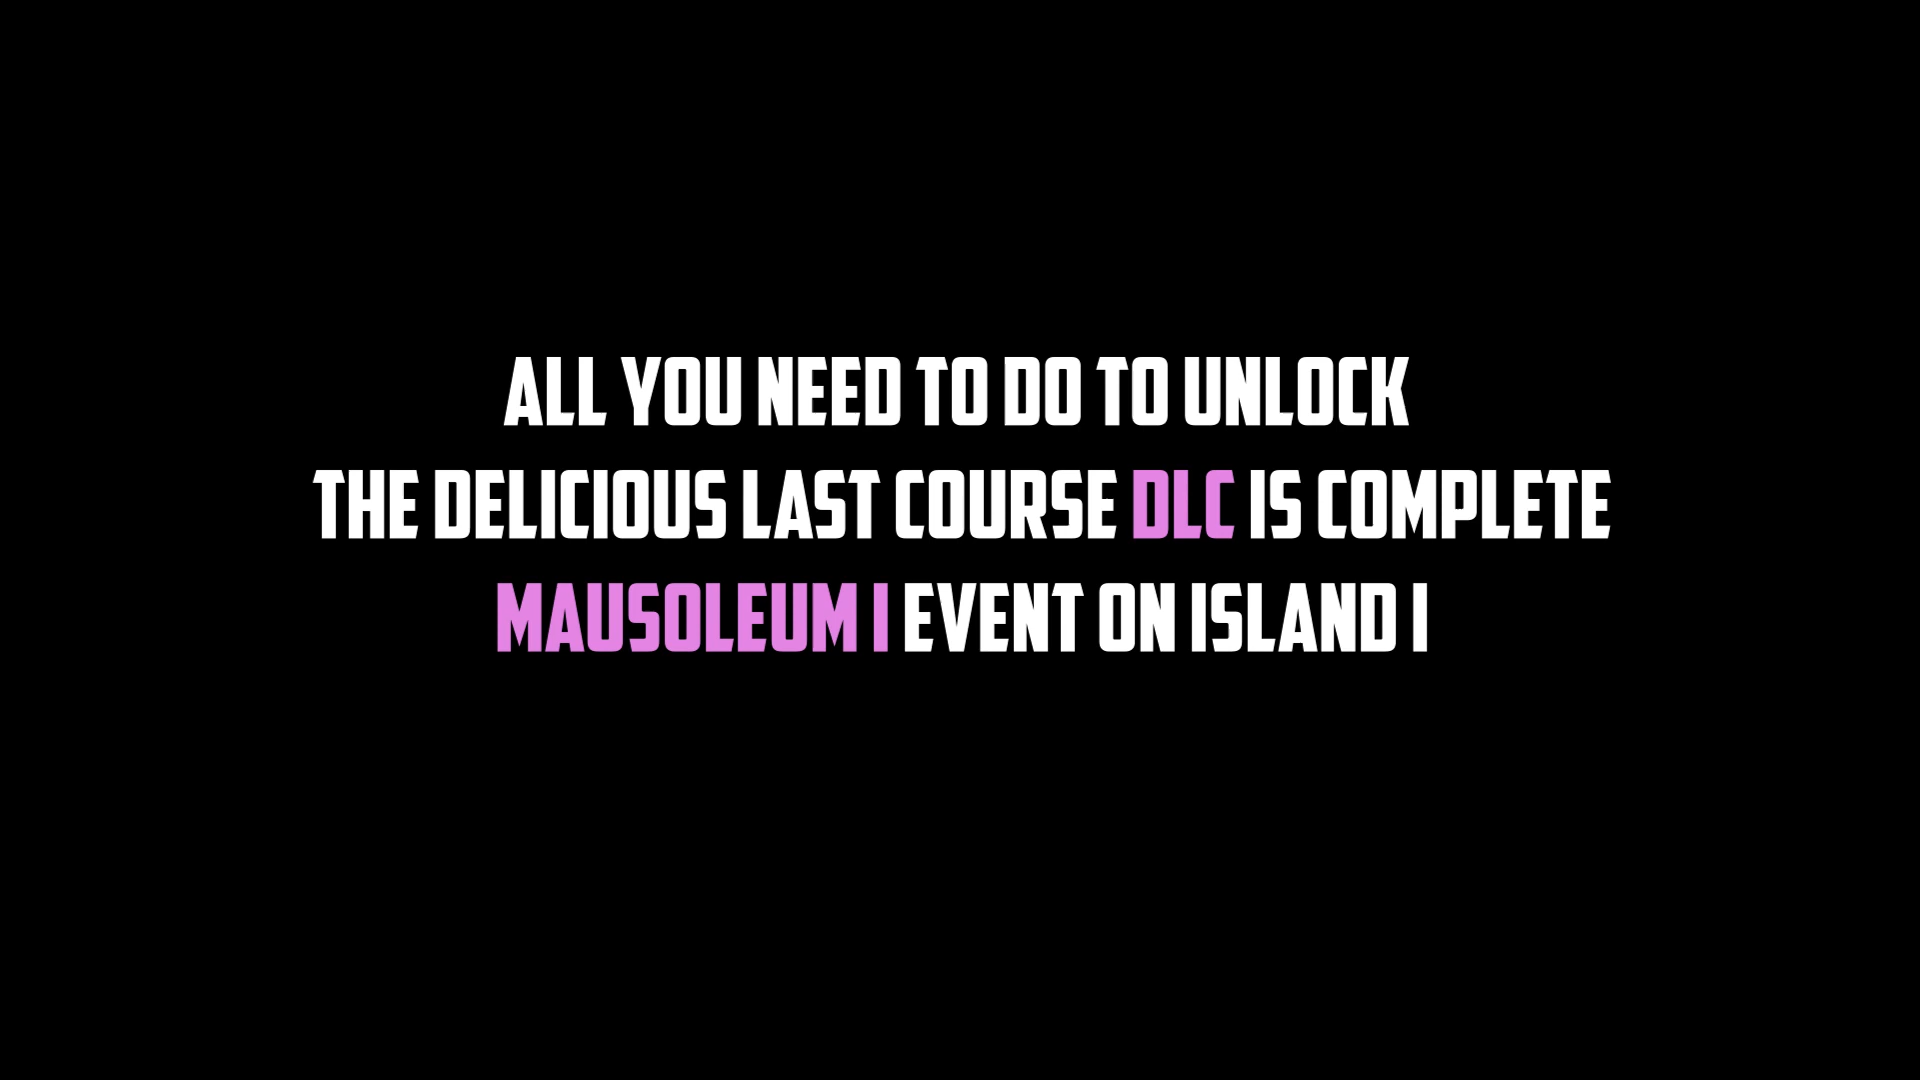 ALL YOU NEED TO DO TO UNLOCK
THE DELICIOUS LAST COURSE DLC IS COMPLETE
MAUSOLEUM I EVENT ON ISLAND I